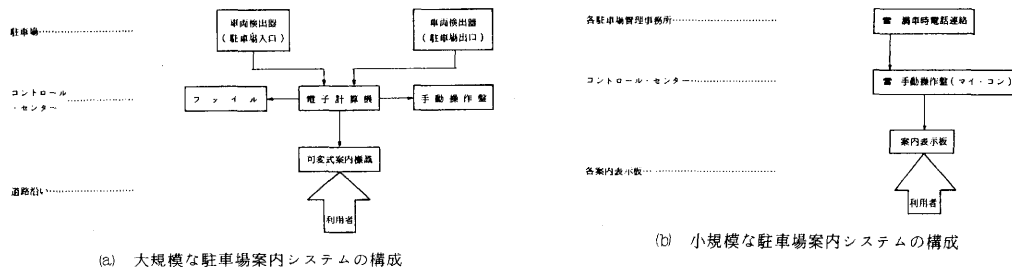 駐車場
車両検出器
(駐車場入口)
車両検出器
(駐車場出口)
コントロール
・センター
ファイル
電子計算機
手動操作盤
可変式案内標識
道路沿い
利用者
(a) 大規模な駐車場案内システムの構成
各駐車場管理事務所
満車時電話連絡
コントロール・センター
手動操作盤(マイ・コン)
案内表示板
各案内表示板
利用者
(b) 小規模な駐車場案内システムの構成